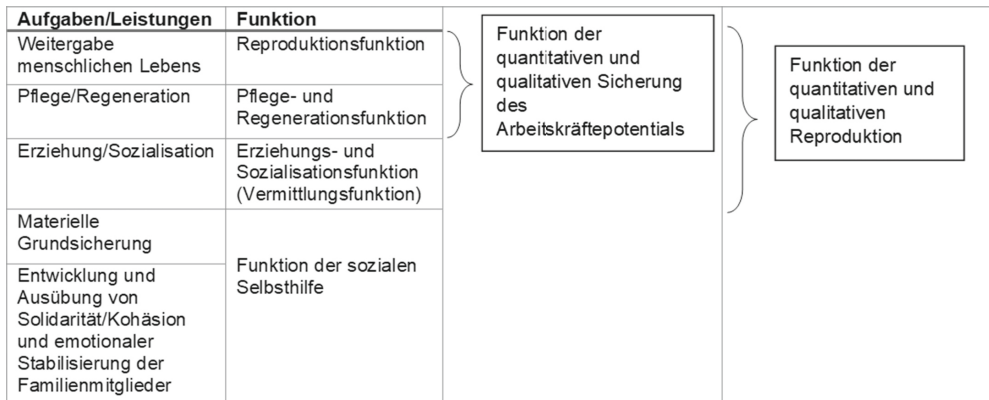 Aufgaben/Leistungen
Funktion
Weitergabe
menschlichen Lebens
Reproduktionsfunktion
Pflege/Regeneration
Pflege- und
Regenerationsfunktion
Erziehung/Sozialisation
Erziehungs- und
Sozialisationsfunktion
(Vermittlungsfunktion)
Materielle
Grundsicherung
Entwicklung und
Ausübung von
Solidarität/Kohäsion
und emotionaler
Stabilisierung der
Familienmitglieder
Funktion der sozialen
Selbsthilfe
Funktion der
quantitativen und
qualitativen Sicherung
des
Arbeitskräftepotentials
Funktion der
quantitativen und
qualitativen
Reproduktion